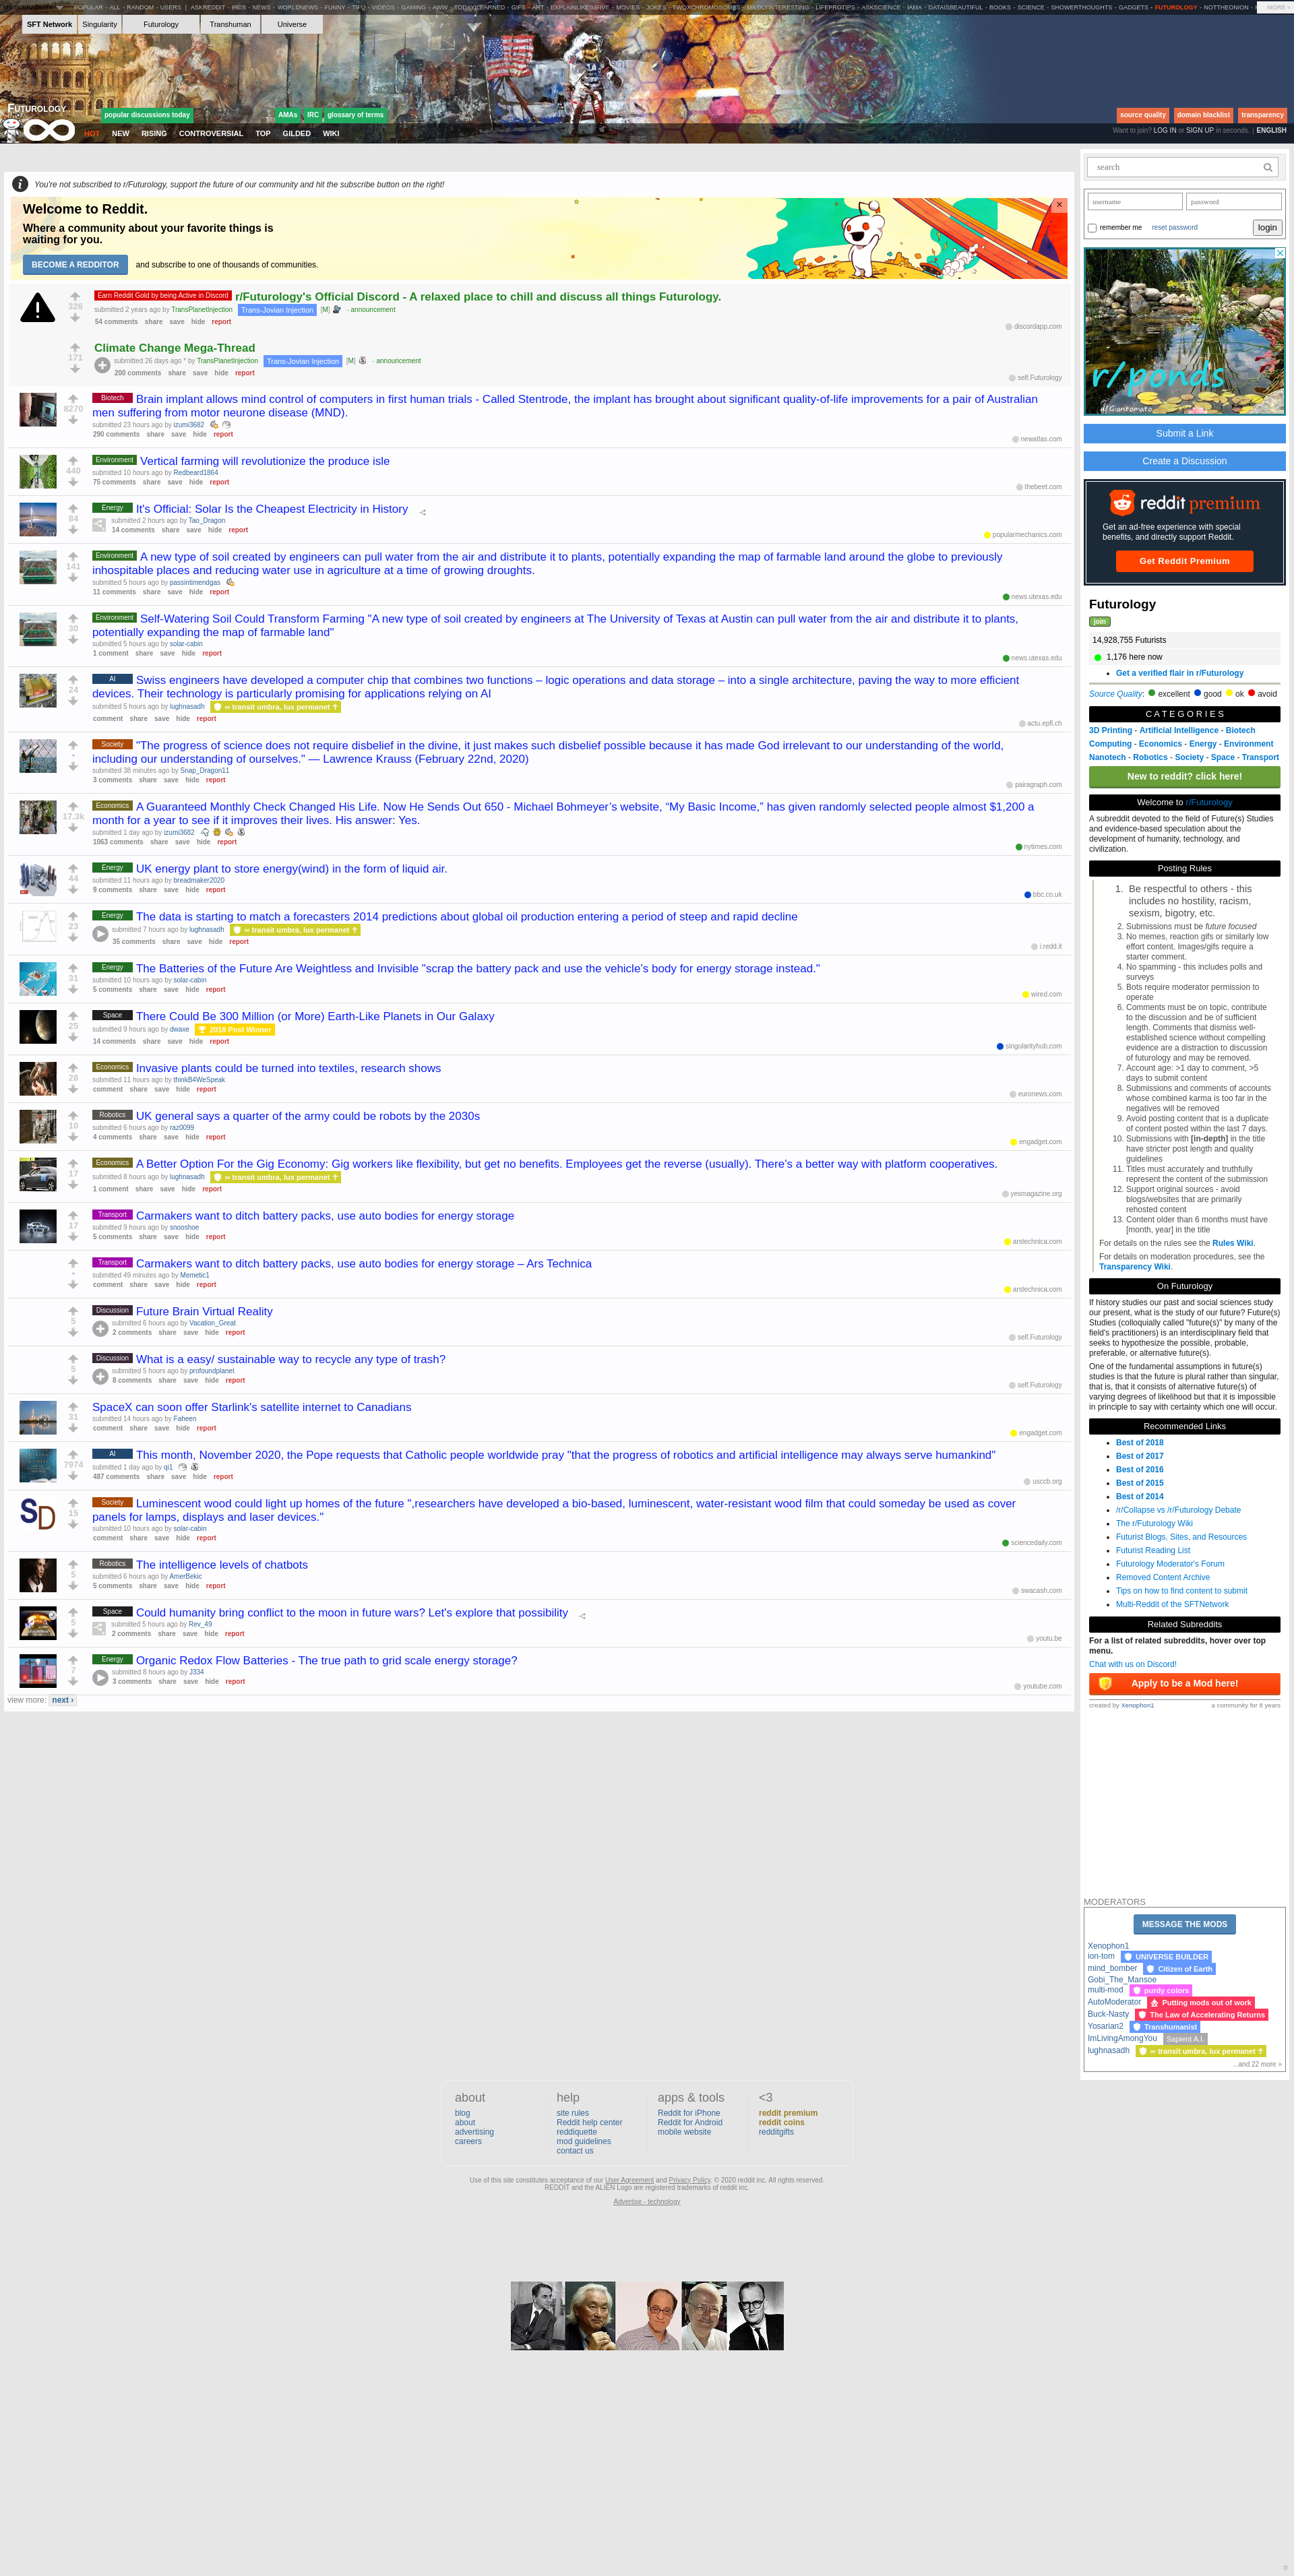 POPULAR - ALL - RANDOM - USERS | ASKREDDIT - PICS - NEWS - WORLDNEWS - FUNNY - TIFU - VIDEOS - GAMING - AWW - TODAYILEARNED - GIFS - ART - EXPLAINLIKEIMFIVE - MOVIES - JOKES - TWOXCHROMOSOMES - MILDLYINTERESTING - LIFEPROTIPS - ASKSCIENCE - IAMA - DATAISBEAUTIFUL - BOOKS - SCIENCE - SHOWERTHOUGHTS - GADGETS - FUTUROLOGY - NOTTHEONION MORE »
SFT Network Singularity Futurology Transhuman Universe
FUTUROLOGY
popular discussions today AMAs IRC glossary of terms source quality domain blacklist transparency
HOT NEW RISING CONTROVERSIAL TOP GILDED WIKI
Want to join? LOG IN or SIGN UP in seconds. | ENGLISH
You're not subscribed to r/Futurology, support the future of our community and hit the subscribe button on the right!
Welcome to Reddit.
Where a community about your favorite things is
waiting for you.
BECOME A REDDITOR and subscribe to one of thousands of communities.
326
Earn Reddit Gold by being Active in Discord r/Futurology's Official Discord - A relaxed place to chill and discuss all things Futurology.
submitted 2 years ago by TransPlanetInjection Trans-Jovian Injection [M] - announcement
54 comments share save hide report
discordapp.com
171
Climate Change Mega-Thread
submitted 26 days ago * by TransPlanetInjection Trans-Jovian Injection [M] - announcement
200 comments share save hide report
self.Futurology
8270
Biotech Brain implant allows mind control of computers in first human trials - Called Stentrode, the implant has brought about significant quality-of-life improvements for a pair of Australian
men suffering from motor neurone disease (MND).
submitted 23 hours ago by izumi3682
290 comments share save hide report
newatlas.com
440
Environment Vertical farming will revolutionize the produce isle
submitted 10 hours ago by Redbeard1864
75 comments share save hide report
thebeet.com
84
Energy It's Official: Solar Is the Cheapest Electricity in History
submitted 2 hours ago by Tao_Dragon
14 comments share save hide report
popularmechanics.com
141
Environment A new type of soil created by engineers can pull water from the air and distribute it to plants, potentially expanding the map of farmable land around the globe to previously
inhospitable places and reducing water use in agriculture at a time of growing droughts.
submitted 5 hours ago by passintimendgas
11 comments share save hide report
news.utexas.edu
30
Environment Self-Watering Soil Could Transform Farming "A new type of soil created by engineers at The University of Texas at Austin can pull water from the air and distribute it to plants,
potentially expanding the map of farmable land"
submitted 5 hours ago by solar-cabin
1 comment share save hide report
news.utexas.edu
24
AI Swiss engineers have developed a computer chip that combines two functions – logic operations and data storage – into a single architecture, paving the way to more efficient
devices. Their technology is particularly promising for applications relying on AI
submitted 5 hours ago by lughnasadh ∞ transit umbra, lux permanet ☥
comment share save hide report
actu.epfl.ch
7
Society "The progress of science does not require disbelief in the divine, it just makes such disbelief possible because it has made God irrelevant to our understanding of the world,
including our understanding of ourselves." — Lawrence Krauss (February 22nd, 2020)
submitted 38 minutes ago by Snap_Dragon11
3 comments share save hide report
pairagraph.com
17.3k
Economics A Guaranteed Monthly Check Changed His Life. Now He Sends Out 650 - Michael Bohmeyer’s website, “My Basic Income,” has given randomly selected people almost $1,200 a
month for a year to see if it improves their lives. His answer: Yes.
submitted 1 day ago by izumi3682
1063 comments share save hide report
nytimes.com
44
Energy UK energy plant to store energy(wind) in the form of liquid air.
submitted 11 hours ago by breadmaker2020
9 comments share save hide report
bbc.co.uk
23
Energy The data is starting to match a forecasters 2014 predictions about global oil production entering a period of steep and rapid decline
submitted 7 hours ago by lughnasadh ∞ transit umbra, lux permanet ☥
35 comments share save hide report
i.redd.it
31
Energy The Batteries of the Future Are Weightless and Invisible "scrap the battery pack and use the vehicle's body for energy storage instead."
submitted 10 hours ago by solar-cabin
5 comments share save hide report
wired.com
25
Space There Could Be 300 Million (or More) Earth-Like Planets in Our Galaxy
submitted 9 hours ago by dwaxe 2018 Post Winner
14 comments share save hide report
singularityhub.com
28
Economics Invasive plants could be turned into textiles, research shows
submitted 11 hours ago by thinkB4WeSpeak
comment share save hide report
euronews.com
10
Robotics UK general says a quarter of the army could be robots by the 2030s
submitted 6 hours ago by raz0099
4 comments share save hide report
engadget.com
17
Economics A Better Option For the Gig Economy: Gig workers like flexibility, but get no benefits. Employees get the reverse (usually). There’s a better way with platform cooperatives.
submitted 8 hours ago by lughnasadh ∞ transit umbra, lux permanet ☥
1 comment share save hide report
yesmagazine.org
17
Transport Carmakers want to ditch battery packs, use auto bodies for energy storage
submitted 9 hours ago by snooshoe
5 comments share save hide report
arstechnica.com
•
Transport Carmakers want to ditch battery packs, use auto bodies for energy storage – Ars Technica
submitted 49 minutes ago by Memetic1
comment share save hide report
arstechnica.com
5
Discussion Future Brain Virtual Reality
submitted 6 hours ago by Vacation_Great
2 comments share save hide report
self.Futurology
5
Discussion What is a easy/ sustainable way to recycle any type of trash?
submitted 5 hours ago by profoundplanet
8 comments share save hide report
self.Futurology
31
SpaceX can soon offer Starlink's satellite internet to Canadians
submitted 14 hours ago by Faheen
comment share save hide report
engadget.com
7974
AI This month, November 2020, the Pope requests that Catholic people worldwide pray "that the progress of robotics and artificial intelligence may always serve humankind"
submitted 1 day ago by qi1
487 comments share save hide report
usccb.org
SD
15
Society Luminescent wood could light up homes of the future ",researchers have developed a bio-based, luminescent, water-resistant wood film that could someday be used as cover
panels for lamps, displays and laser devices."
submitted 10 hours ago by solar-cabin
comment share save hide report
sciencedaily.com
5
Robotics The intelligence levels of chatbots
submitted 6 hours ago by AmerBekic
5 comments share save hide report
swacash.com
5
Space Could humanity bring conflict to the moon in future wars? Let's explore that possibility
submitted 5 hours ago by Rev_49
2 comments share save hide report
youtu.be
7
Energy Organic Redox Flow Batteries - The true path to grid scale energy storage?
submitted 8 hours ago by J334
3 comments share save hide report
youtube.com
view more: next ›
search
username password
remember me reset password login
r/ponds
u/Giantomato
Submit a Link
Create a Discussion
reddit premium
Get an ad-free experience with special
benefits, and directly support Reddit.
Get Reddit Premium
Futurology
join
14,928,755 Futurists
1,176 here now
Get a verified flair in r/Futurology
Source Quality: excellent good ok avoid
CATEGORIES
3D Printing - Artificial Intelligence - Biotech
Computing - Economics - Energy - Environment
Nanotech - Robotics - Society - Space - Transport
New to reddit? click here!
Welcome to r/Futurology
A subreddit devoted to the field of Future(s) Studies
and evidence-based speculation about the
development of humanity, technology, and
civilization.
Posting Rules
1. Be respectful to others - this
includes no hostility, racism,
sexism, bigotry, etc.
2. Submissions must be future focused
3. No memes, reaction gifs or similarly low
effort content. Images/gifs require a
starter comment.
4. No spamming - this includes polls and
surveys
5. Bots require moderator permission to
operate
6. Comments must be on topic, contribute
to the discussion and be of sufficient
length. Comments that dismiss well-
established science without compelling
evidence are a distraction to discussion
of futurology and may be removed.
7. Account age: >1 day to comment, >5
days to submit content
8. Submissions and comments of accounts
whose combined karma is too far in the
negatives will be removed
9. Avoid posting content that is a duplicate
of content posted within the last 7 days.
10. Submissions with [in-depth] in the title
have stricter post length and quality
guidelines
11. Titles must accurately and truthfully
represent the content of the submission
12. Support original sources - avoid
blogs/websites that are primarily
rehosted content
13. Content older than 6 months must have
[month, year] in the title
For details on the rules see the Rules Wiki.
For details on moderation procedures, see the
Transparency Wiki.
On Futurology
If history studies our past and social sciences study
our present, what is the study of our future? Future(s)
Studies (colloquially called "future(s)" by many of the
field's practitioners) is an interdisciplinary field that
seeks to hypothesize the possible, probable,
preferable, or alternative future(s).
One of the fundamental assumptions in future(s)
studies is that the future is plural rather than singular,
that is, that it consists of alternative future(s) of
varying degrees of likelihood but that it is impossible
in principle to say with certainty which one will occur.
Recommended Links
Best of 2018
Best of 2017
Best of 2016
Best of 2015
Best of 2014
/r/Collapse vs /r/Futurology Debate
The r/Futurology Wiki
Futurist Blogs, Sites, and Resources
Futurist Reading List
Futurology Moderator's Forum
Removed Content Archive
Tips on how to find content to submit
Multi-Reddit of the SFTNetwork
Related Subreddits
For a list of related subreddits, hover over top
menu.
Chat with us on Discord!
Apply to be a Mod here!
created by Xenophon1 a community for 8 years
MODERATORS
MESSAGE THE MODS
Xenophon1
ion-tom UNIVERSE BUILDER
mind_bomber Citizen of Earth
Gobi_The_Mansoe
multi-mod purdy colors
AutoModerator Putting mods out of work
Buck-Nasty The Law of Accelerating Returns
Yosarian2 Transhumanist
ImLivingAmongYou Sapient A.I.
lughnasadh ∞ transit umbra, lux permanet ☥
...and 22 more »
about help apps & tools <3
blog site rules Reddit for iPhone reddit premium
about Reddit help center Reddit for Android reddit coins
advertising reddiquette mobile website redditgifts
careers mod guidelines
contact us
Use of this site constitutes acceptance of our User Agreement and Privacy Policy. © 2020 reddit inc. All rights reserved.
REDDIT and the ALIEN Logo are registered trademarks of reddit inc.
Advertise - technology
π